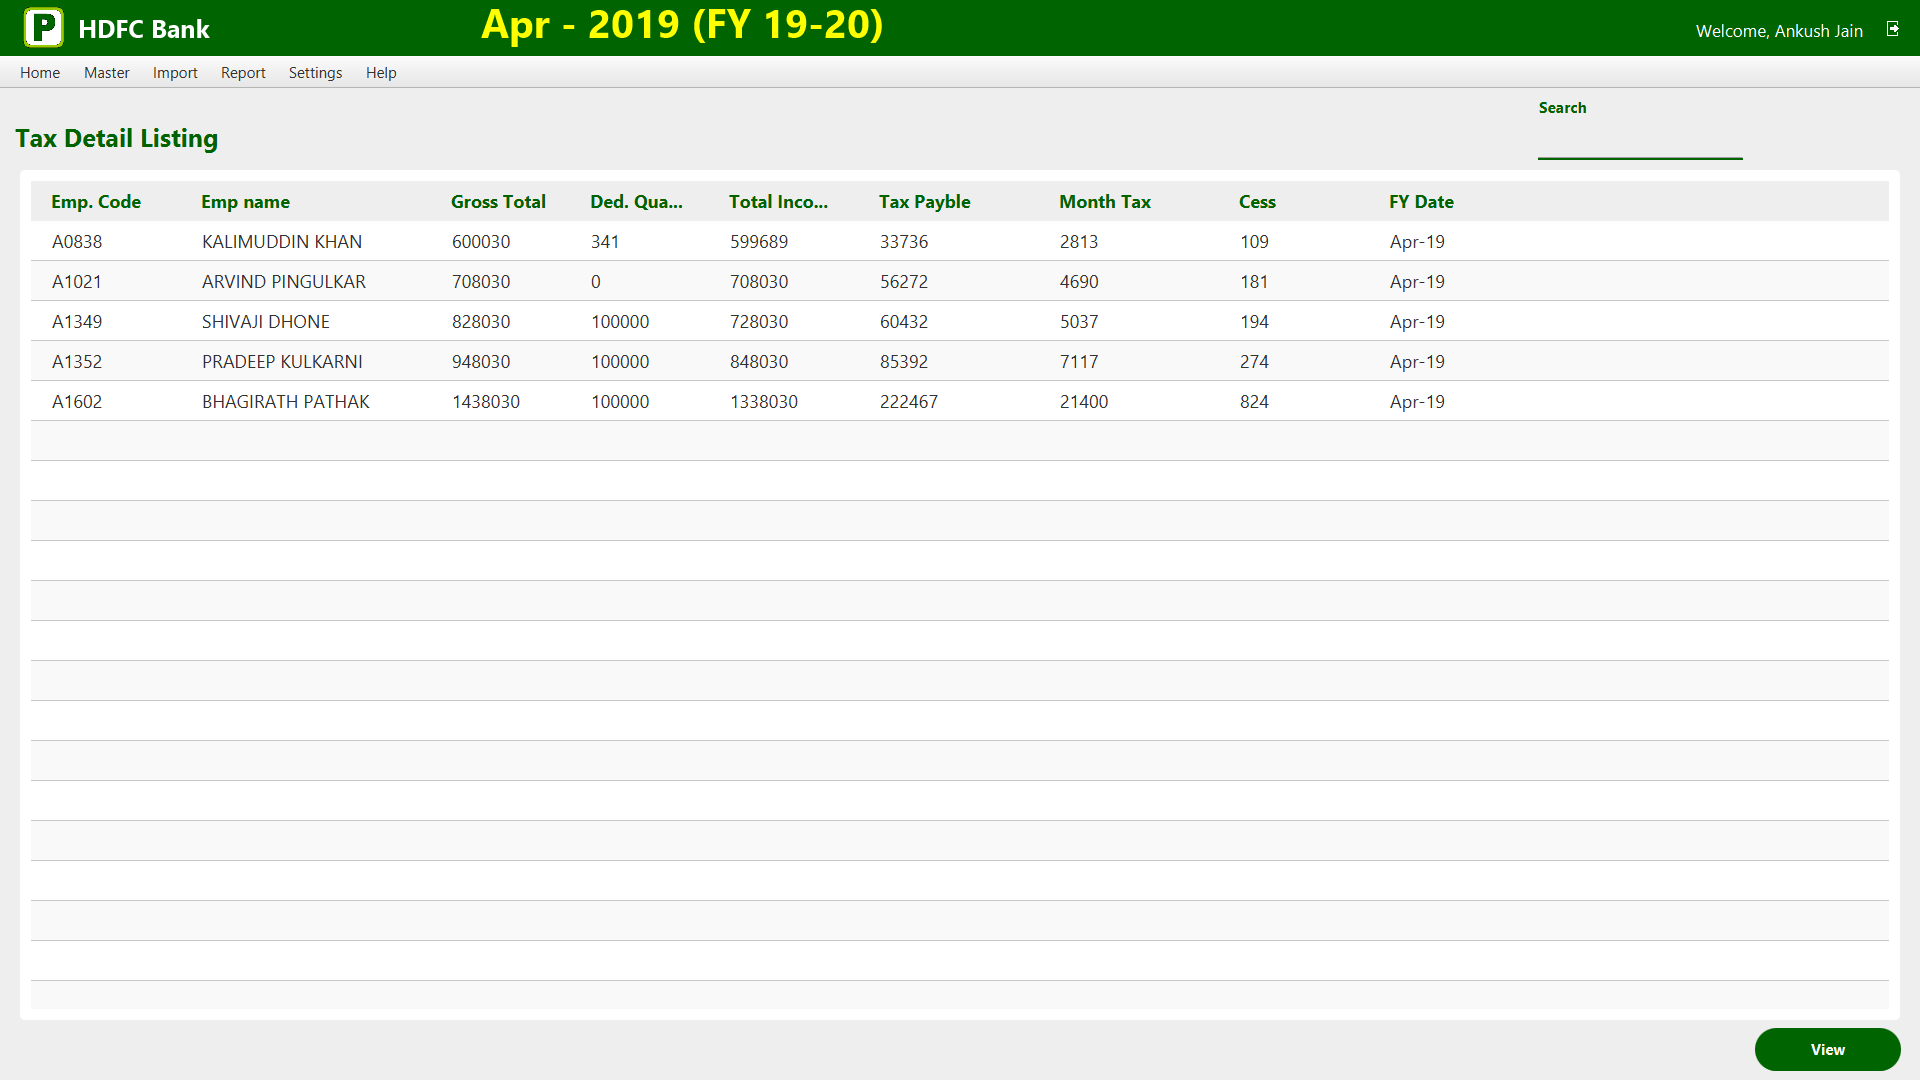 P HDFC Bank Apr - 2019 (FY 19-20) Welcome, Ankush Jain
Home Master Import Report Settings Help
Search
Tax Detail Listing
Emp. Code Emp name Gross Total Ded. Qua... Total Inco... Tax Payble Month Tax Cess FY Date
A0838 KALIMUDDIN KHAN 600030 341 599689 33736 2813 109 Apr-19
A1021 ARVIND PINGULKAR 708030 0 708030 56272 4690 181 Apr-19
A1349 SHIVAJI DHONE 828030 100000 728030 60432 5037 194 Apr-19
A1352 PRADEEP KULKARNI 948030 100000 848030 85392 7117 274 Apr-19
A1602 BHAGIRATH PATHAK 1438030 100000 1338030 222467 21400 824 Apr-19
View